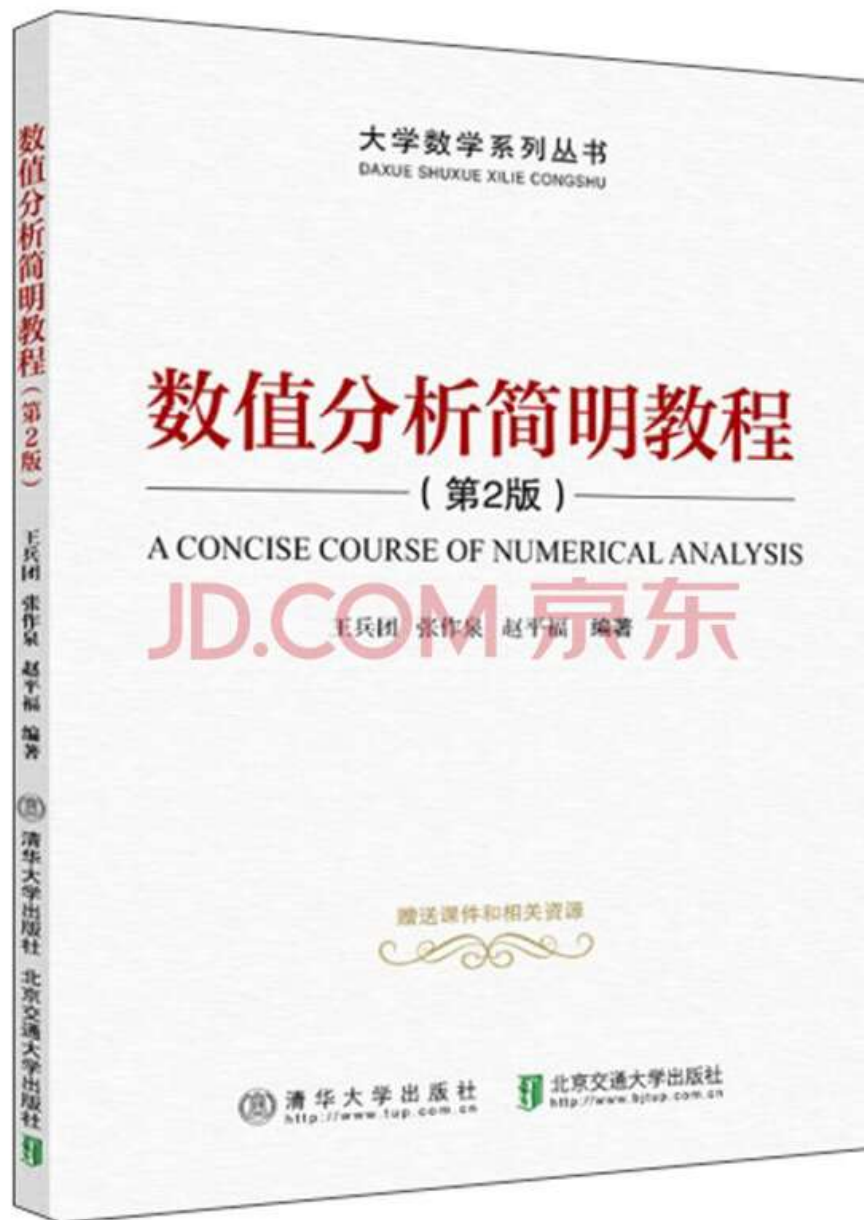 大学数学系列丛书
DAXUE SHUXUE XILIE CONGSHU
数值分析简明教程
（第2版）
A CONCISE COURSE OF NUMERICAL ANALYSIS
JD.COM 京东
王兵团 张作泉 赵平福 编著
赠送课件和相关资源
清华大学出版社
http://www.tup.com.cn
北京交通大学出版社
http://www.bjtup.com.cn
数值分析简明教程（第2版）
王兵团 张作泉 赵平福 编著
清华大学出版社 北京交通大学出版社